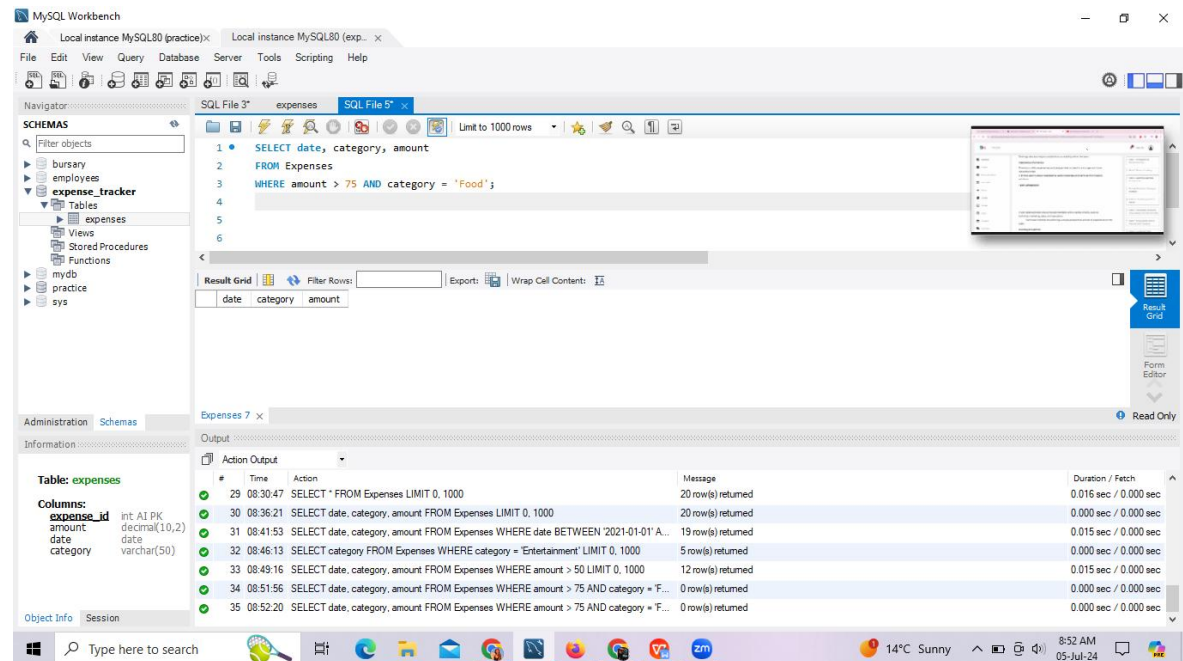 MySQL Workbench
Local instance MySQL80 (practice)× Local instance MySQL80 (exp... ×
File Edit View Query Database Server Tools Scripting Help
Navigator
SCHEMAS
Filter objects
bursary
employees
expense_tracker
Tables
expenses
Views
Stored Procedures
Functions
mydb
practice
sys
Administration Schemas
Information
Table: expenses
Columns:
expense_id int AI PK
amount decimal(10,2)
date date
category varchar(50)
Object Info Session
SQL File 3* expenses SQL File 5* ×
Limit to 1000 rows
1 SELECT date, category, amount
2 FROM Expenses
3 WHERE amount > 75 AND category = 'Food';
4
5
6
Result Grid Filter Rows: Export: Wrap Cell Content:
date category amount
Result Grid
Form Editor
Expenses 7 × Read Only
Output
Action Output
# Time Action Message Duration / Fetch
29 08:30:47 SELECT * FROM Expenses LIMIT 0, 1000 20 row(s) returned 0.016 sec / 0.000 sec
30 08:36:21 SELECT date, category, amount FROM Expenses LIMIT 0, 1000 20 row(s) returned 0.000 sec / 0.000 sec
31 08:41:53 SELECT date, category, amount FROM Expenses WHERE date BETWEEN '2021-01-01' A... 19 row(s) returned 0.015 sec / 0.000 sec
32 08:46:13 SELECT category FROM Expenses WHERE category = 'Entertainment' LIMIT 0, 1000 5 row(s) returned 0.000 sec / 0.000 sec
33 08:49:16 SELECT date, category, amount FROM Expenses WHERE amount > 50 LIMIT 0, 1000 12 row(s) returned 0.015 sec / 0.000 sec
34 08:51:56 SELECT date, category, amount FROM Expenses WHERE amount > 75 AND category = 'F... 0 row(s) returned 0.000 sec / 0.000 sec
35 08:52:20 SELECT date, category, amount FROM Expenses WHERE amount > 75 AND category = 'F... 0 row(s) returned 0.000 sec / 0.000 sec
Type here to search zm 14°C Sunny 8:52 AM
05-Jul-24 PRE